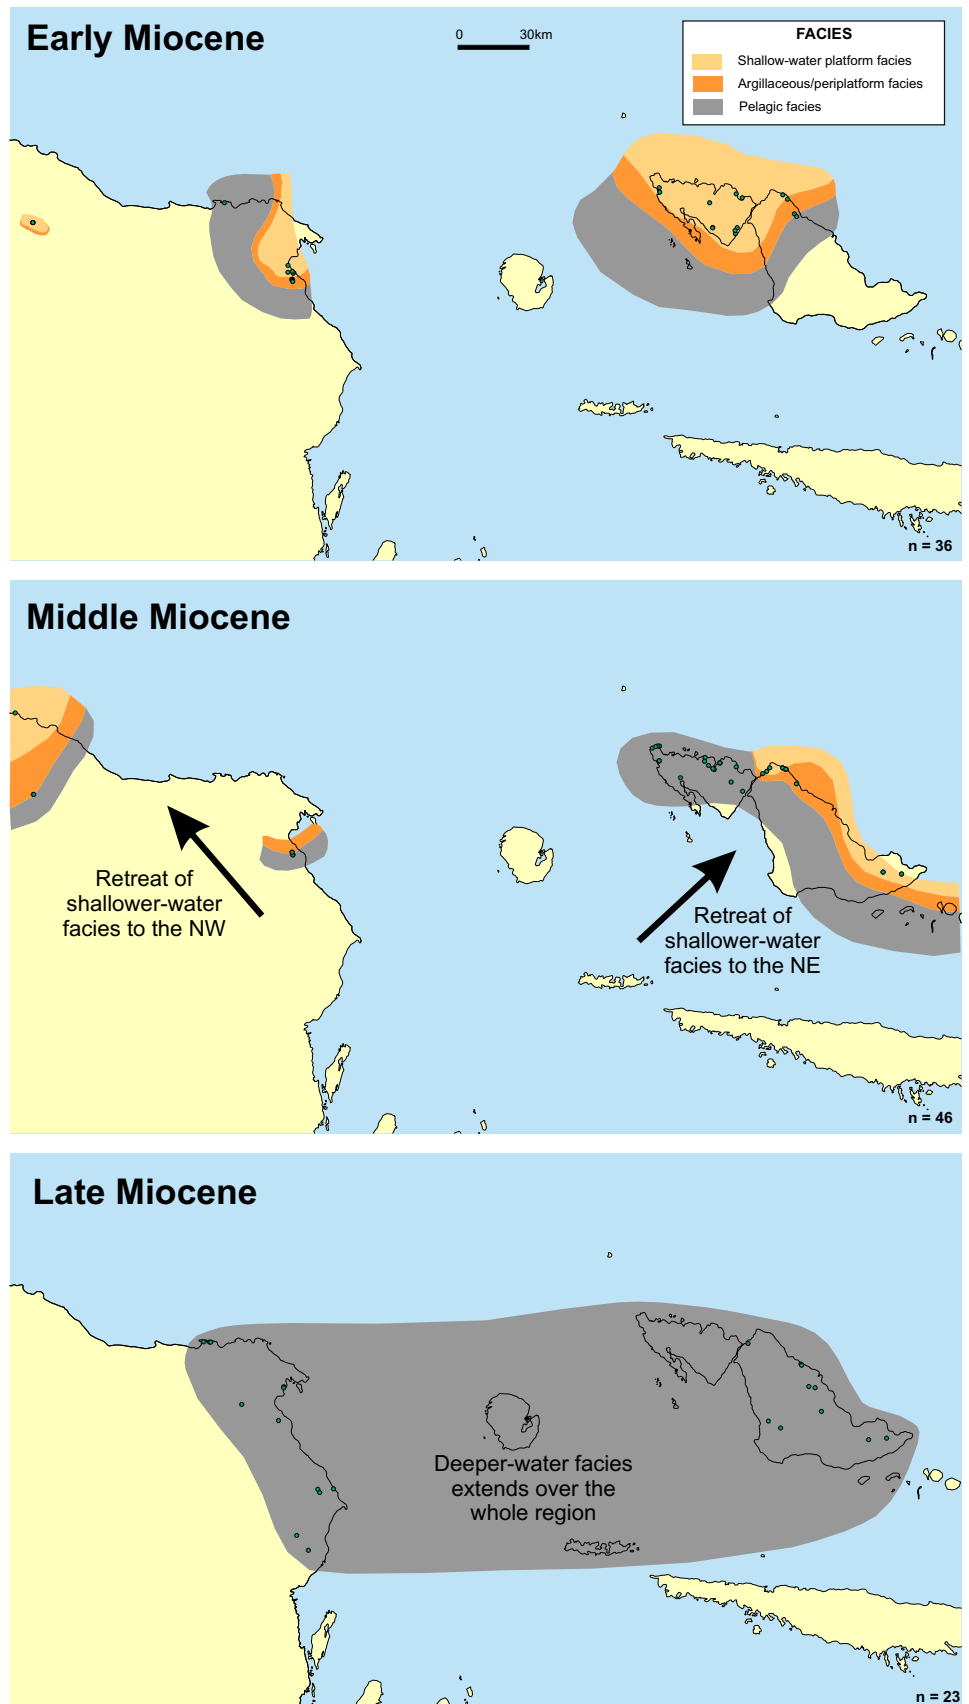 Early Miocene
0 30km
FACIES
Shallow-water platform facies
Argillaceous/periplatform facies
Pelagic facies
n = 36
Middle Miocene
Retreat of
shallower-water
facies to the NW
Retreat of
shallower-water
facies to the NE
n = 46
Late Miocene
Deeper-water facies
extends over the
whole region
n = 23